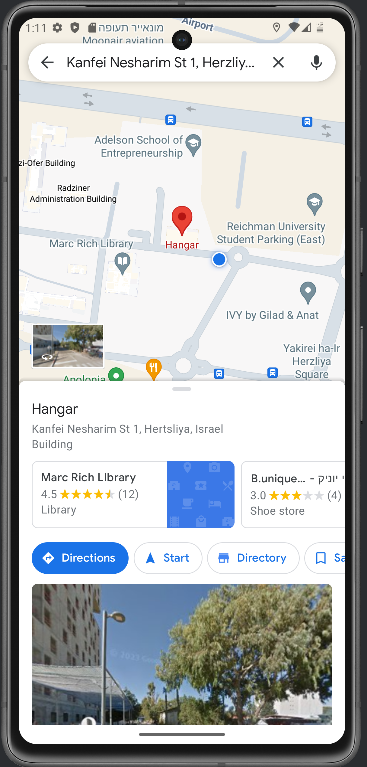 1:11
מונאייר תעופה
Airport
Moonair aviation
Kanfei Nesharim St 1, Herzliy...
Adelson School of
Entrepreneurship
zi-Ofer Building
Radziner
Administration Building
Reichman University
Student Parking (East)
Marc Rich Library
Hangar
IVY by Gilad & Anat
Yakirei ha-Ir
Herzliya
Square
Apolonia
Hangar
Kanfei Nesharim St 1, Hertsliya, Israel
Building
Marc Rich LIbrary
4.5 (12)
Library
B.unique... - יוניק
3.0 (4)
Shoe store
Directions
Start
Directory
Sa